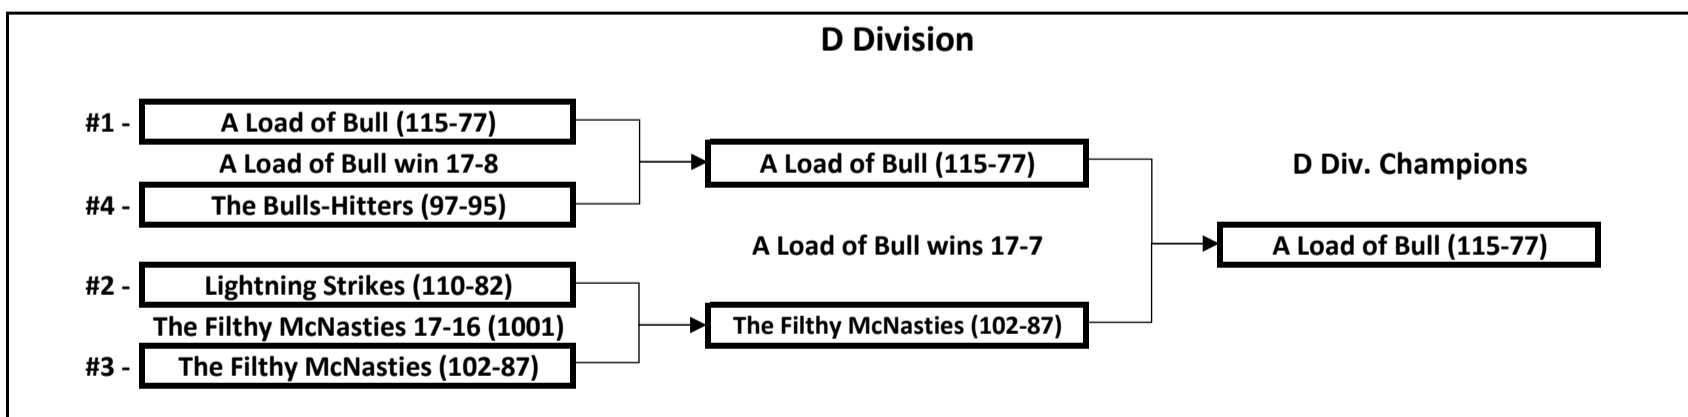 D Division
#1 - A Load of Bull (115-77)
A Load of Bull win 17-8
#4 - The Bulls-Hitters (97-95)
#2 - Lightning Strikes (110-82)
The Filthy McNasties 17-16 (1001)
#3 - The Filthy McNasties (102-87)
A Load of Bull (115-77)
A Load of Bull wins 17-7
The Filthy McNasties (102-87)
D Div. Champions
A Load of Bull (115-77)